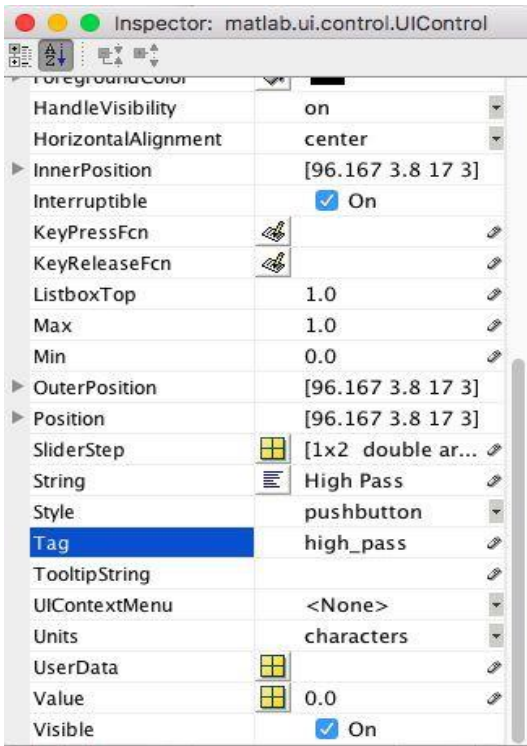 Inspector: matlab.ui.control.UIControl
ForegroundColor
HandleVisibility on
HorizontalAlignment center
InnerPosition [96.167 3.8 17 3]
Interruptible On
KeyPressFcn
KeyReleaseFcn
ListboxTop 1.0
Max 1.0
Min 0.0
OuterPosition [96.167 3.8 17 3]
Position [96.167 3.8 17 3]
SliderStep [1x2 double ar...
String High Pass
Style pushbutton
Tag high_pass
TooltipString
UIContextMenu <None>
Units characters
UserData
Value 0.0
Visible On